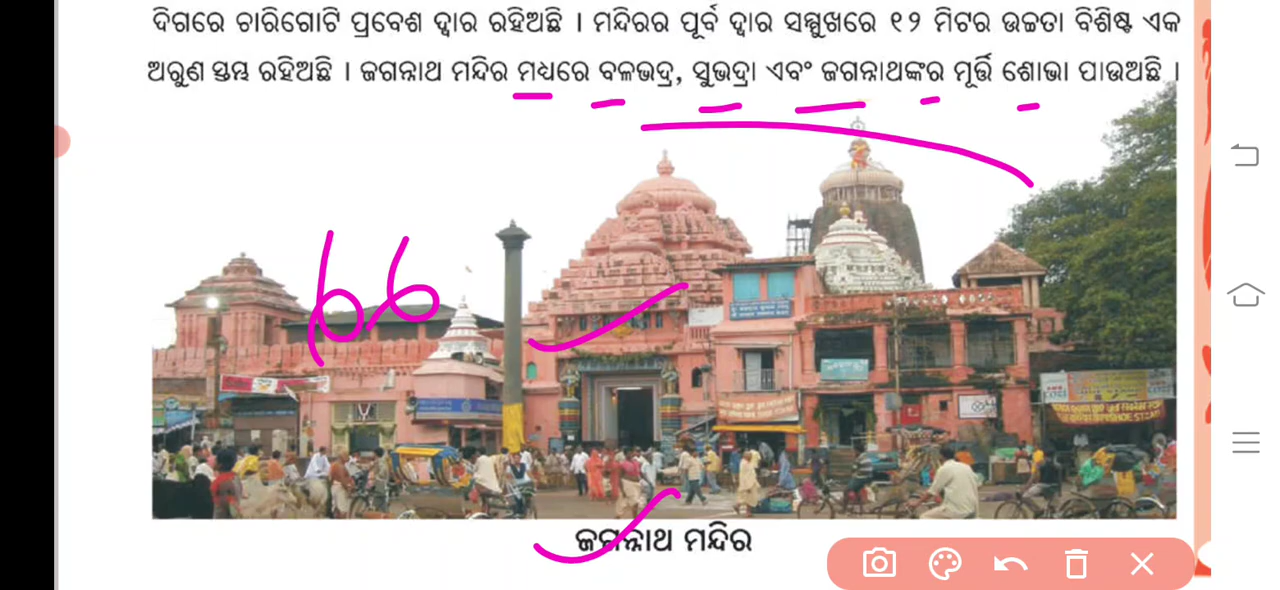 ଦିଗରେ ଚାରିଗୋଟି ପ୍ରବେଶ ଦ୍ୱାର ରହିଅଛି । ମନ୍ଦିରର ପୂର୍ବ ଦ୍ୱାର ସମ୍ମୁଖରେ ୧୨ ମିଟର ଉଚ୍ଚତା ବିଶିଷ୍ଟ ଏକ
ଅରୁଣ ସ୍ତମ୍ଭ ରହିଅଛି । ଜଗନ୍ନାଥ ମନ୍ଦିର ମଧ୍ୟରେ ବଳଭଦ୍ର, ସୁଭଦ୍ରା ଏବଂ ଜଗନ୍ନାଥଙ୍କର ମୂର୍ତ୍ତି ଶୋଭା ପାଉଅଛି ।
ଜଗନ୍ନାଥ ମନ୍ଦିର